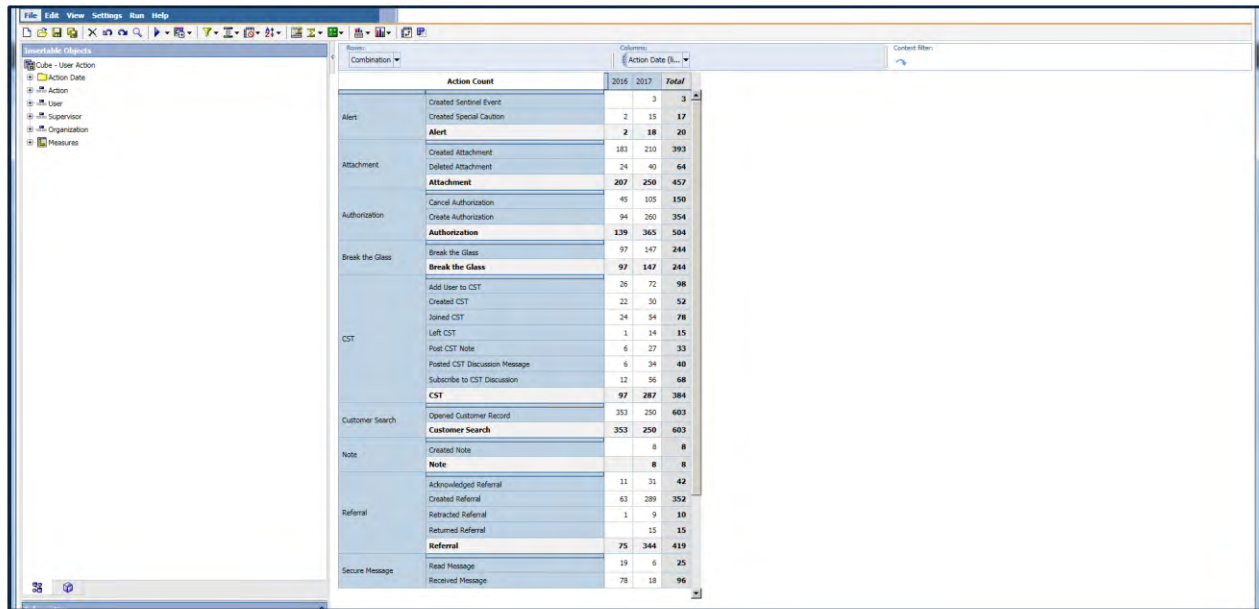 File Edit View Settings Run Help
Insertable Objects
Cube - User Action
Action Date
Action
User
Supervisor
Organization
Measures
Rows:
Combination
Columns:
Action Date (li...
Context filter:
Action Count 2016 2017 Total
Alert
Created Sentinel Event 3 3
Created Special Caution 2 15 17
Alert 2 18 20
Attachment
Created Attachment 183 210 393
Deleted Attachment 24 40 64
Attachment 207 250 457
Authorization
Cancel Authorization 45 105 150
Create Authorization 94 260 354
Authorization 139 365 504
Break the Glass
Break the Glass 97 147 244
Break the Glass 97 147 244
CST
Add User to CST 26 72 98
Created CST 22 30 52
Joined CST 24 54 78
Left CST 1 14 15
Post CST Note 6 27 33
Posted CST Discussion Message 6 34 40
Subscribe to CST Discussion 12 56 68
CST 97 287 384
Customer Search
Opened Customer Record 353 250 603
Customer Search 353 250 603
Note
Created Note 8 8
Note 8 8
Referral
Acknowledged Referral 11 31 42
Created Referral 63 289 352
Retracted Referral 1 9 10
Returned Referral 15 15
Referral 75 344 419
Secure Message
Read Message 19 6 25
Received Message 78 18 96